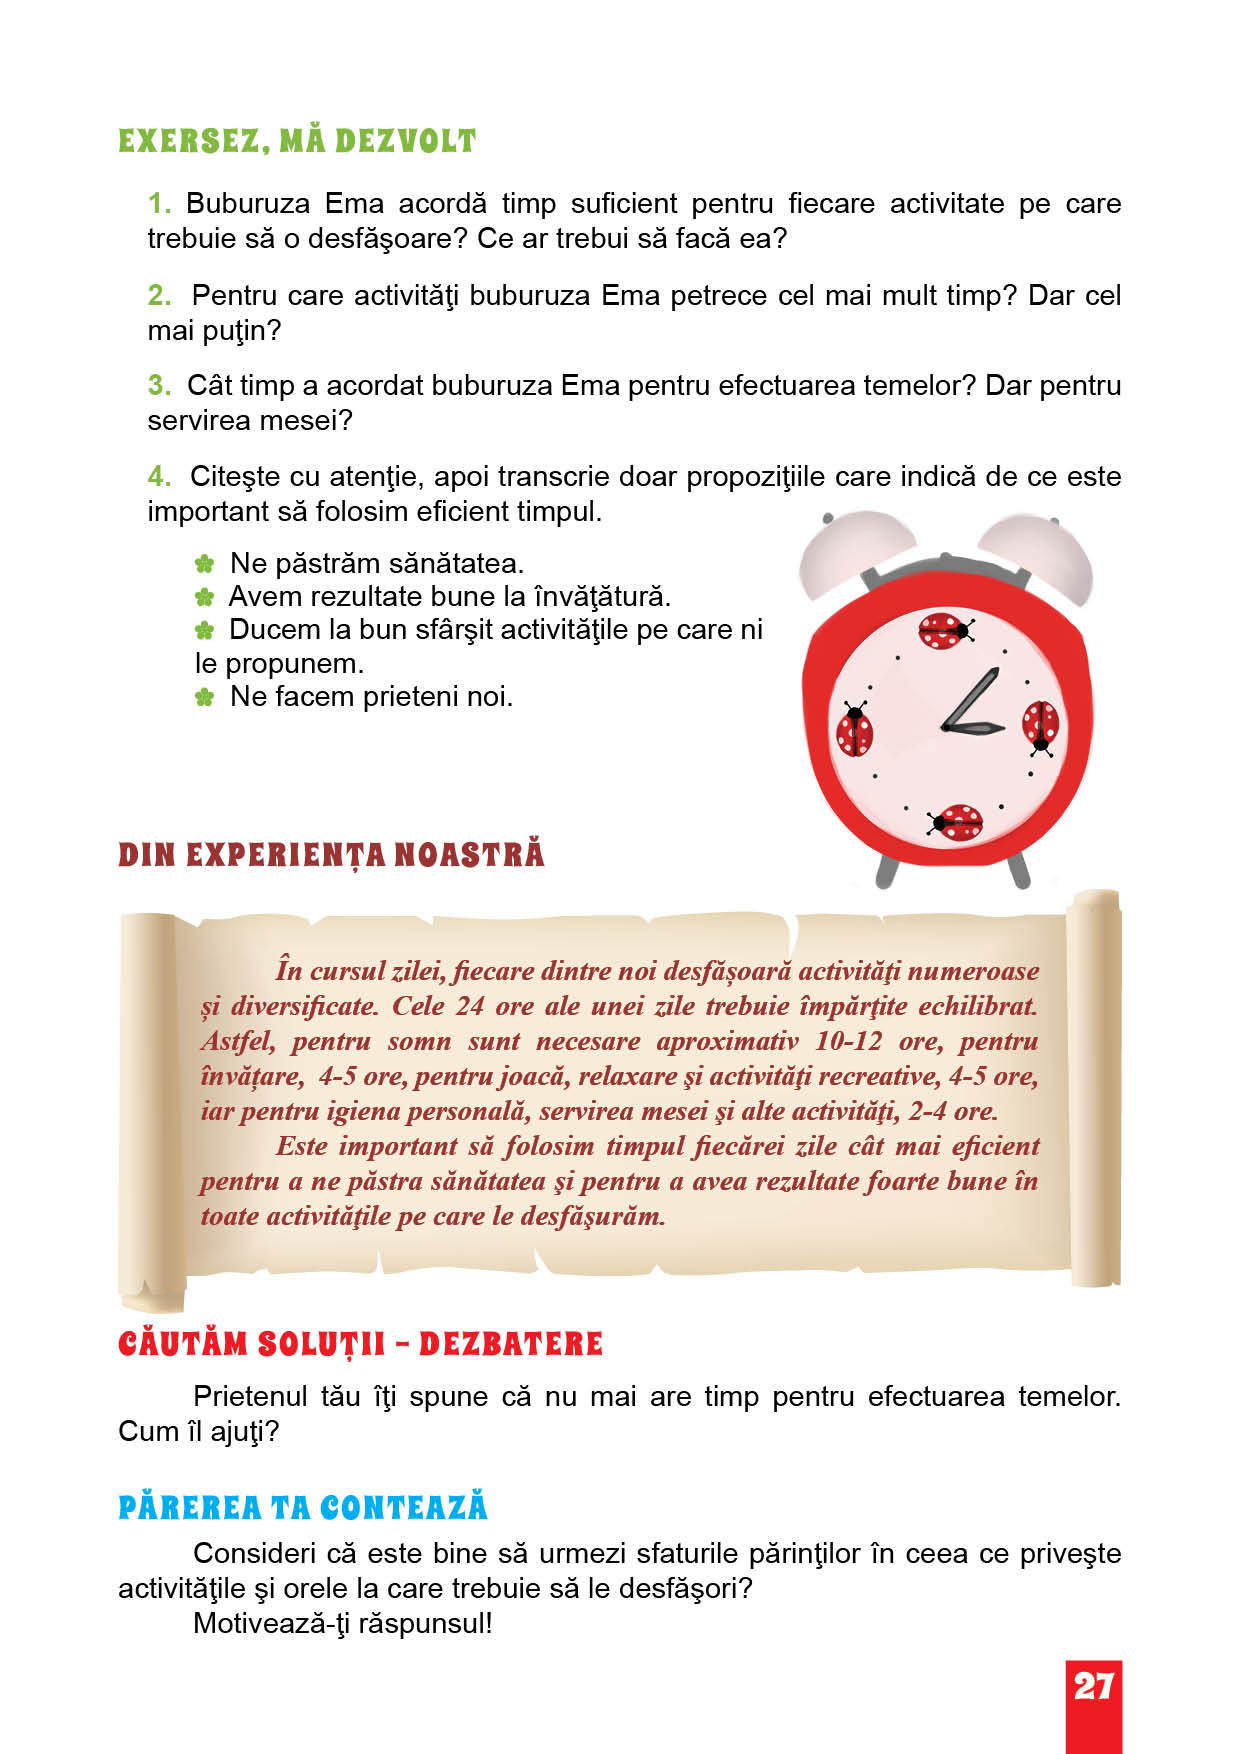 EXERSEZ, MĂ DEZVOLT
1. Buburuza Ema acordă timp suficient pentru fiecare activitate pe care
trebuie să o desfăşoare? Ce ar trebui să facă ea?
2. Pentru care activităţi buburuza Ema petrece cel mai mult timp? Dar cel
mai puţin?
3. Cât timp a acordat buburuza Ema pentru efectuarea temelor? Dar pentru
servirea mesei?
4. Citeşte cu atenţie, apoi transcrie doar propoziţiile care indică de ce este
important să folosim eficient timpul.
Ne păstrăm sănătatea.
Avem rezultate bune la învăţătură.
Ducem la bun sfârşit activităţile pe care ni
le propunem.
Ne facem prieteni noi.
DIN EXPERIENȚA NOASTRĂ
În cursul zilei, fiecare dintre noi desfășoară activităţi numeroase
și diversificate. Cele 24 ore ale unei zile trebuie împărţite echilibrat.
Astfel, pentru somn sunt necesare aproximativ 10-12 ore, pentru
învățare, 4-5 ore, pentru joacă, relaxare şi activităţi recreative, 4-5 ore,
iar pentru igiena personală, servirea mesei şi alte activităţi, 2-4 ore.
Este important să folosim timpul fiecărei zile cât mai eficient
pentru a ne păstra sănătatea şi pentru a avea rezultate foarte bune în
toate activităţile pe care le desfăşurăm.
CĂUTĂM SOLUȚII – DEZBATERE
Prietenul tău îţi spune că nu mai are timp pentru efectuarea temelor.
Cum îl ajuţi?
PĂREREA TA CONTEAZĂ
Consideri că este bine să urmezi sfaturile părinţilor în ceea ce priveşte
activităţile şi orele la care trebuie să le desfăşori?
Motivează-ţi răspunsul!
27